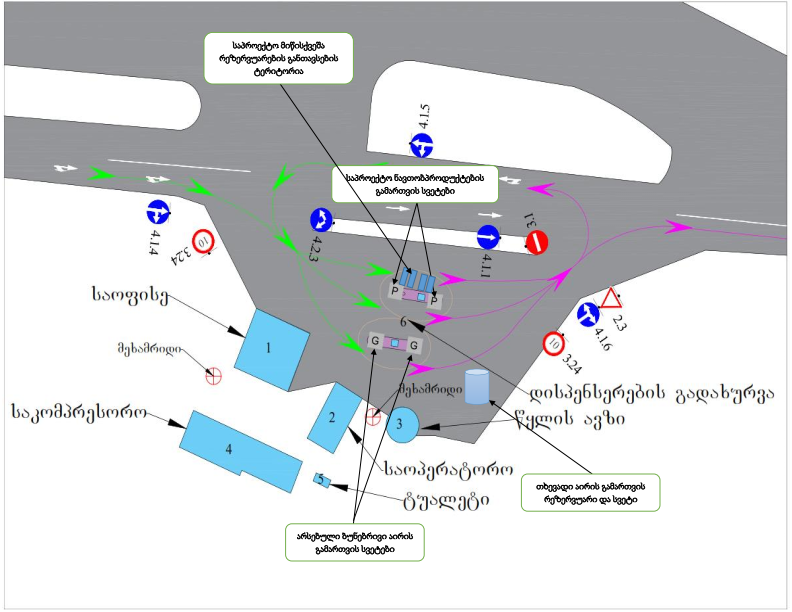 საპროექტო მიწისქვეშა
რეზერვუარების განთავსების
ტერიტორია
4.1.5
საპროექტო ნავთობპროდუქტების
გამართვის სვეტები
4.1.4
3.24
10
4.2.3
4.1.1
3.1
P
P
6
G
G
2.3
4.1.6
3.24
10
საოფისე
1
მეხამრიდი
მეხამრიდი
დისპენსერების გადახურვა
წყლის ავზი
საკომპრესორო
2
3
4
საოპერატორო
5
ტუალეტი
თხევადი აირის გამართვის
რეზერვუარი და სვეტი
არსებული ბუნებრივი აირის
გამართვის სვეტები